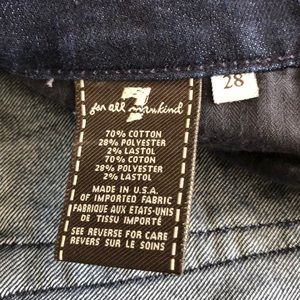 28
7
for all mankind
70% COTTON
28% POLYESTER
2% LASTOL
70% COTON
28% POLYESTER
2% LASTOL
MADE IN U.S.A.
OF IMPORTED FABRIC
FABRIQUE AUX ETATS-UNIS
DE TISSU IMPORTÉ
SEE REVERSE FOR CARE
REVERS SUR LE SOINS